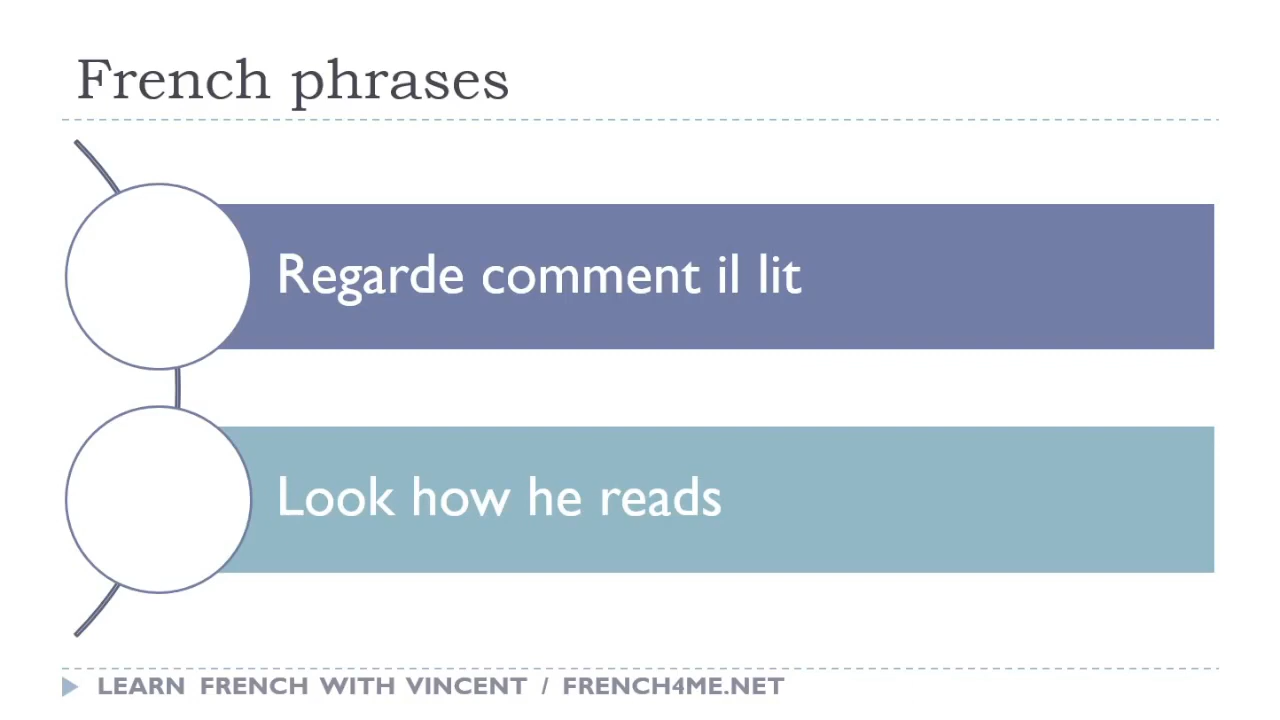 French phrases
Regarde comment il lit
Look how he reads
LEARN FRENCH WITH VINCENT / FRENCH4ME.NET